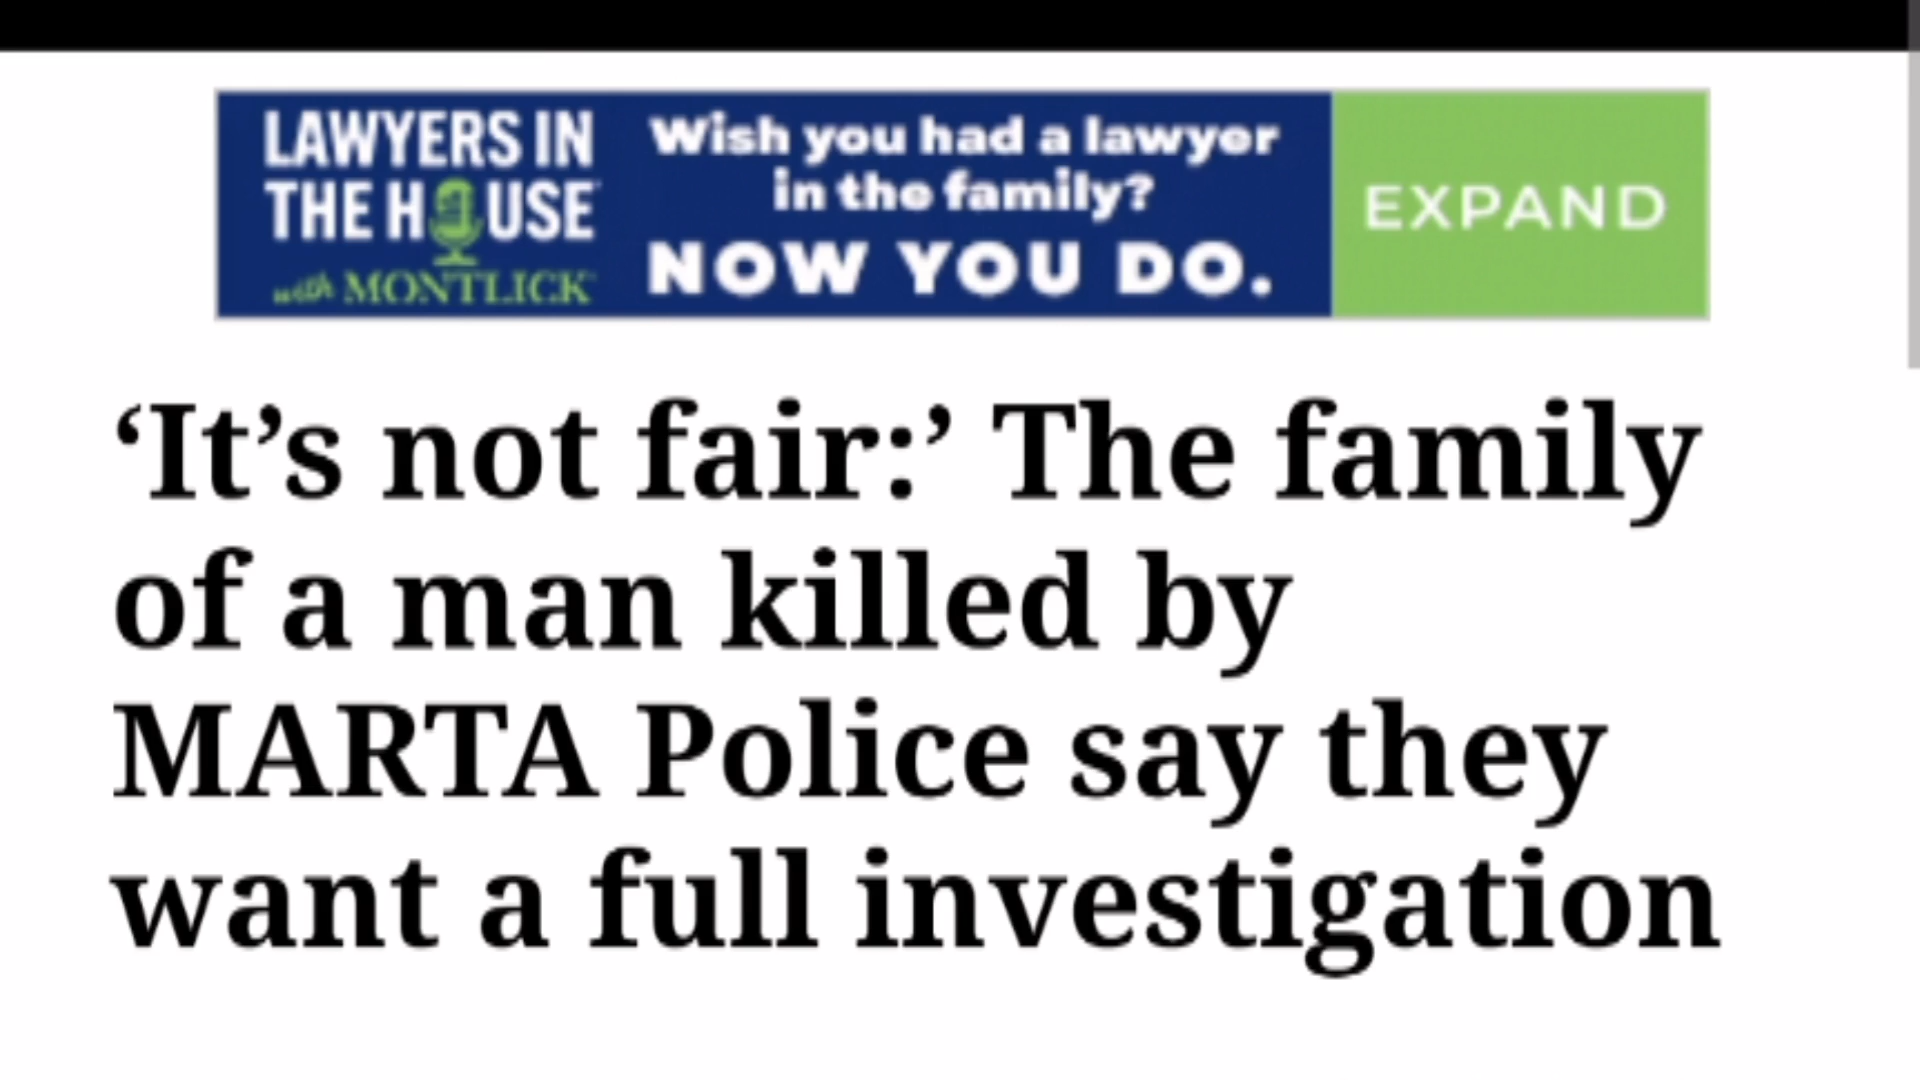 LAWYERS IN
THE HOUSE
with MONTLICK
Wish you had a lawyer
in the family?
NOW YOU DO.
EXPAND
‘It’s not fair:’ The family
of a man killed by
MARTA Police say they
want a full investigation